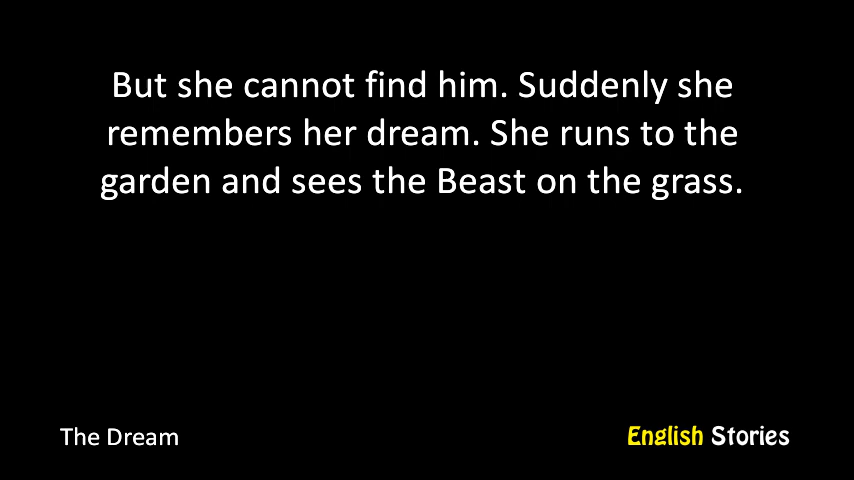 But she cannot find him. Suddenly she
remembers her dream. She runs to the
garden and sees the Beast on the grass.
The Dream
English Stories